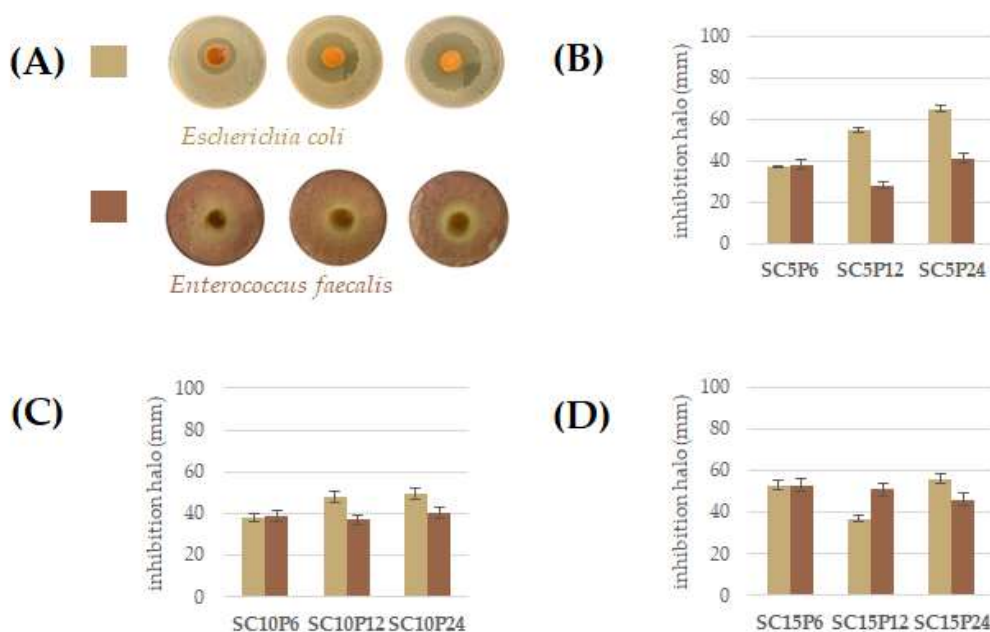 (A)
Escherichia coli
Enterococcus faecalis
(B)
inhibition halo (mm)
100
80
60
40
20
0
SC5P6 SC5P12 SC5P24
(C)
inhibition halo (mm)
100
80
60
40
20
0
SC10P6 SC10P12 SC10P24
(D)
inhibition halo (mm)
100
80
60
40
20
0
SC15P6 SC15P12 SC15P24